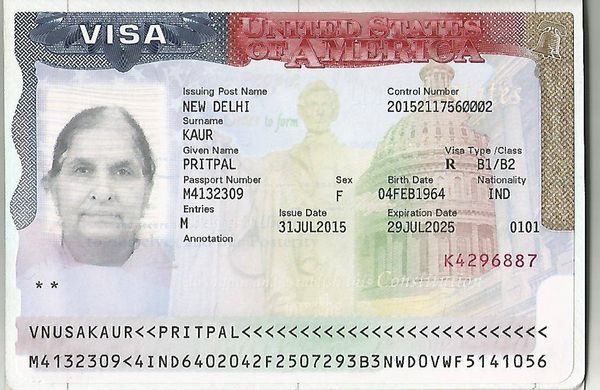 VISA UNITED STATES OF AMERICA
Issuing Post Name Control Number
NEW DELHI 20152117560002
Surname
KAUR
Given Name Visa Type /Class
PRITPAL R B1/B2
Passport Number Sex Birth Date Nationality
M4132309 F 04FEB1964 IND
Entries Issue Date Expiration Date
M 31JUL2015 29JUL2025 0101
Annotation
K4296887
* *
VNUSAKAUR<<PRITPAL<<<<<<<<<<<<<<<<<<<<<<<<<<
M4132309<4IND6402042F2507293B3NWDOVWF5141056